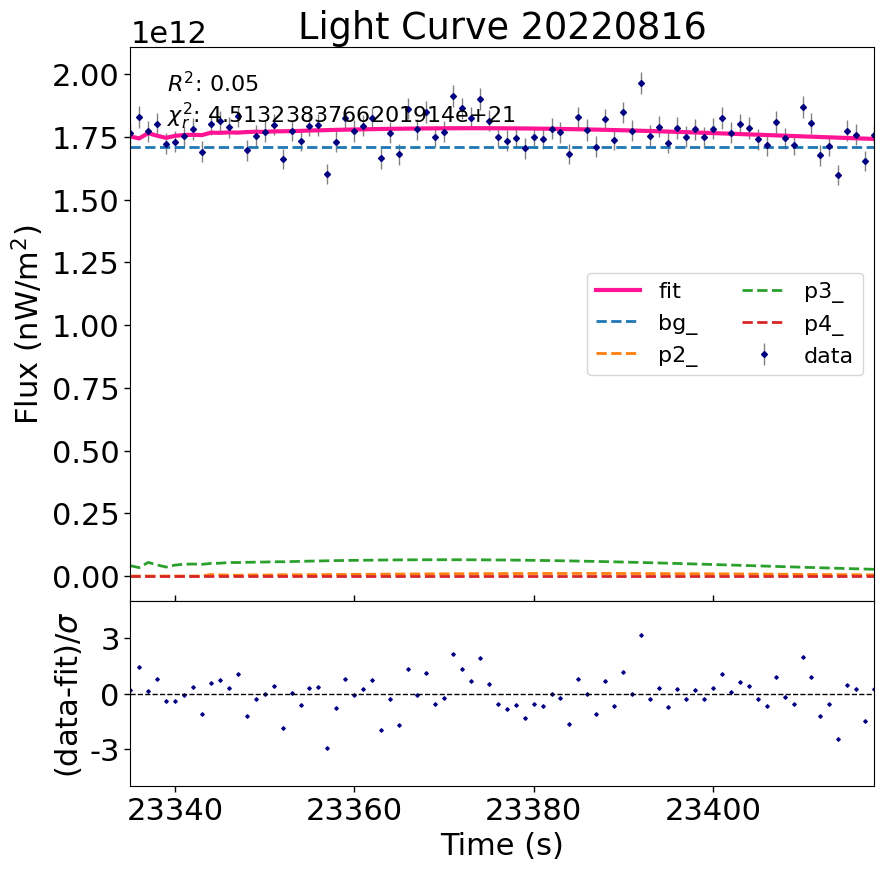 Light Curve 20220816
1e12
R²: 0.05
χ²r: 4.5132383766201914e+21
2.00
1.75
1.50
1.25
1.00
0.75
0.50
0.25
0.00
Flux (nW/m²)
fit
bg_
p2_
p3_
p4_
data
(data-fit)/σ
3
0
-3
23340 23360 23380 23400
Time (s)